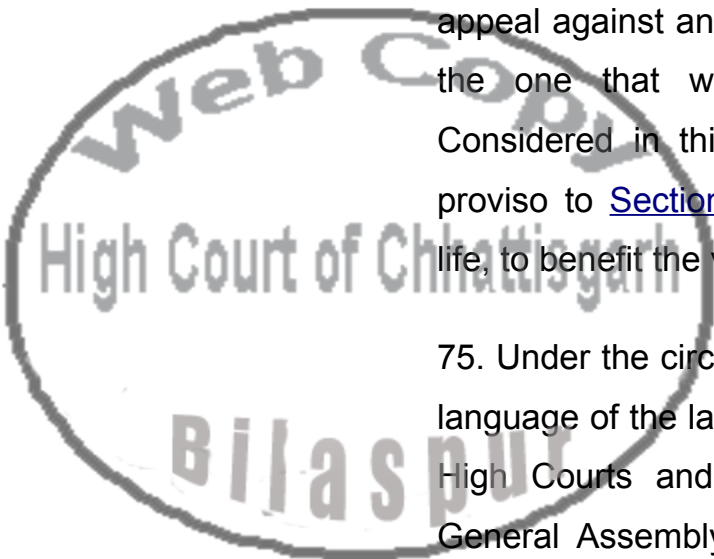 appeal against an
the one that w
Considered in thi
proviso to Section
life, to benefit the
75. Under the circ
language of the la
High Courts and
General Assembly
Web Copy
High Court of Chhattisgarh
Bilaspur